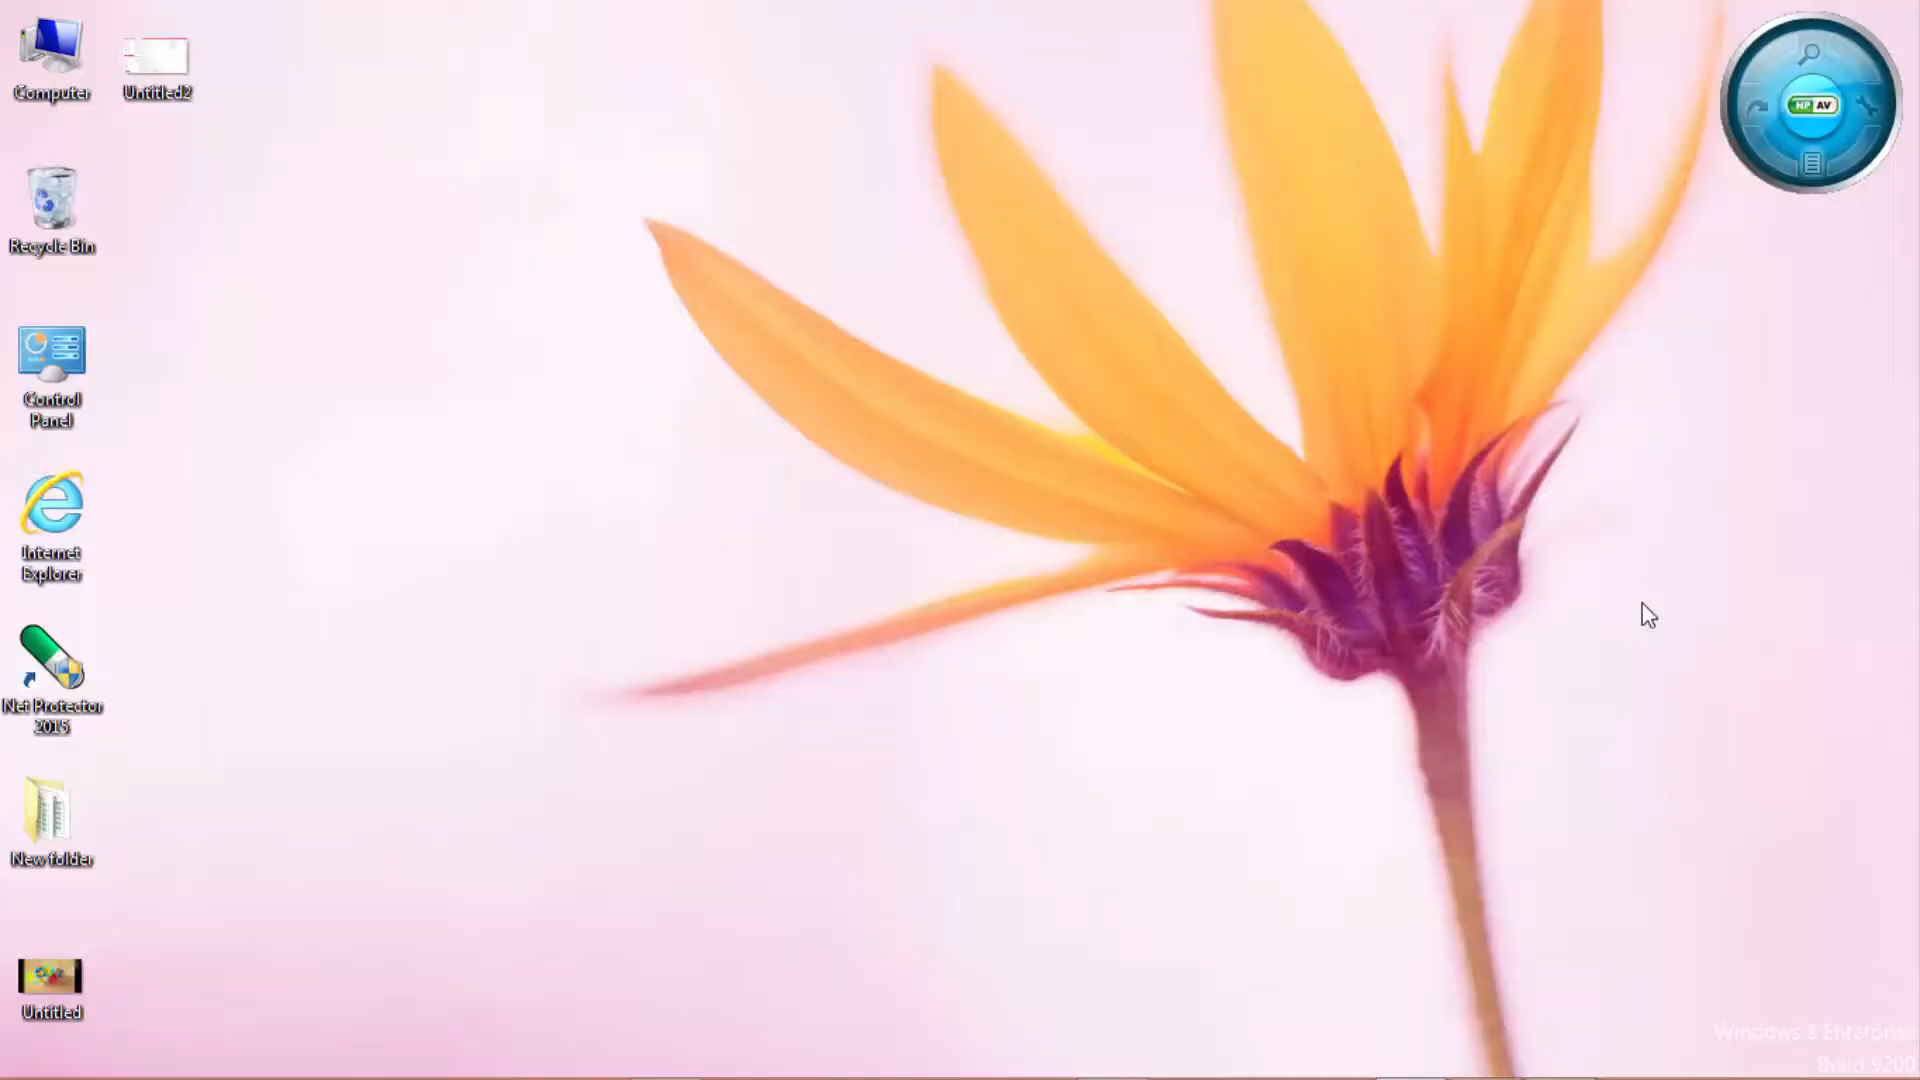 Computer
Untitled2
Recycle Bin
Control
Panel
Internet
Explorer
Net Protector
2015
New folder
Untitled
NP AV
Windows 8 Enterprise
Build 9200